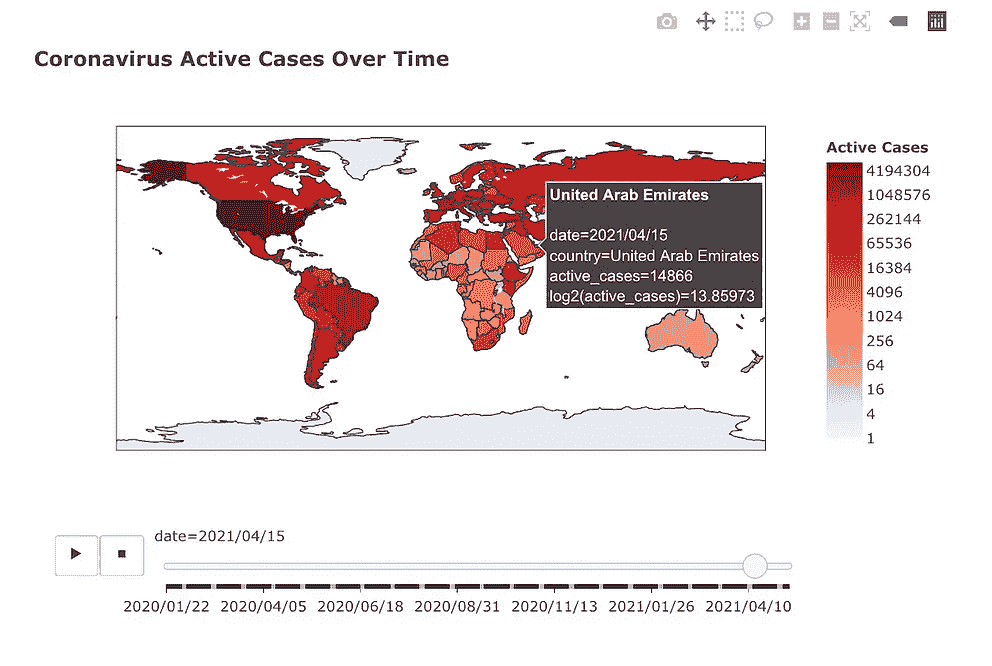 Coronavirus Active Cases Over Time
United Arab Emirates
date=2021/04/15
country=United Arab Emirates
active_cases=14866
log2(active_cases)=13.85973
Active Cases
4194304
1048576
262144
65536
16384
4096
1024
256
64
16
4
1
date=2021/04/15
2020/01/22 2020/04/05 2020/06/18 2020/08/31 2020/11/13 2021/01/26 2021/04/10